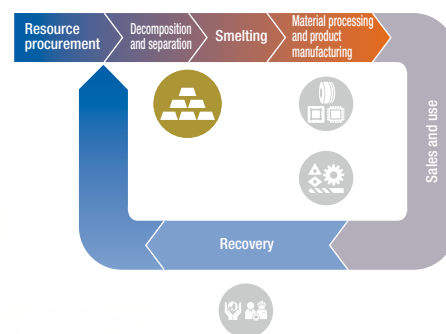 Resource
procurement
Decomposition
and separation
Smelting
Material processing
and product
manufacturing
Sales and use
Recovery